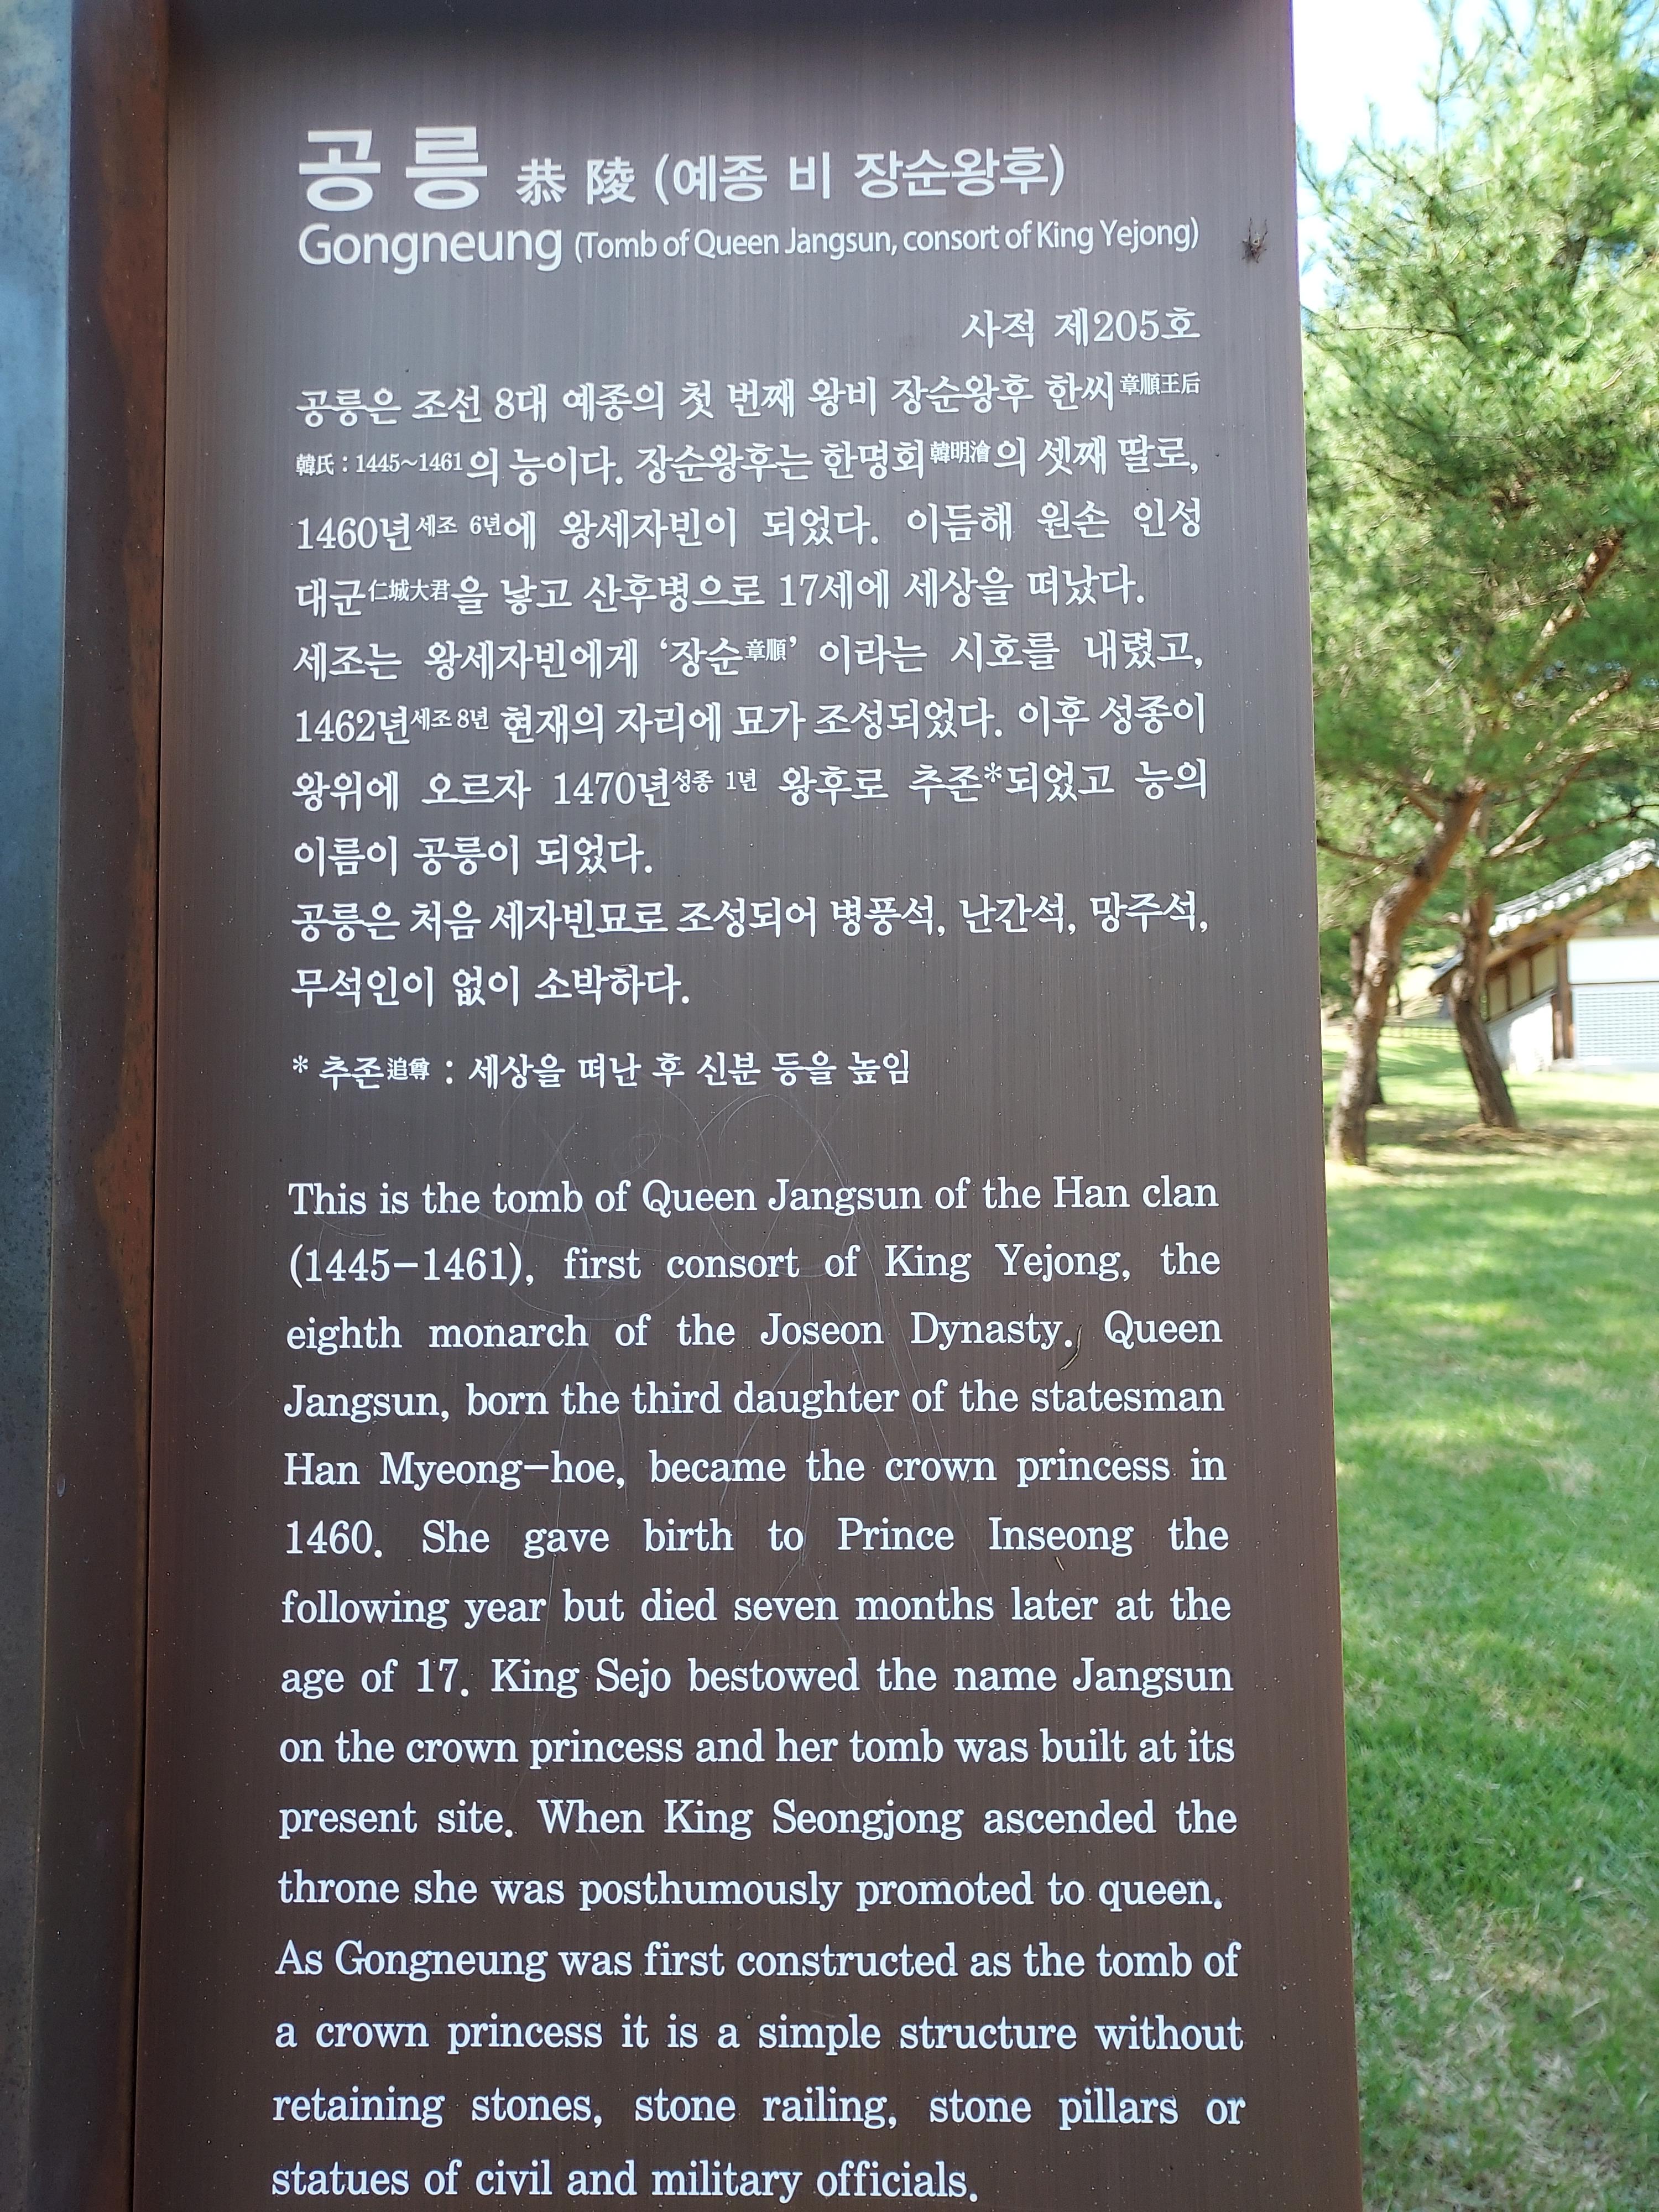 공릉 恭陵 (예종 비 장순왕후)
Gongneung (Tomb of Queen Jangsun, consort of King Yejong)
사적 제205호
공릉은 조선 8대 예종의 첫 번째 왕비 장순왕후 한씨章順王后
韓氏 : 1445~1461의 능이다. 장순왕후는 한명회韓明澮의 셋째 딸로,
1460년세조 6년에 왕세자빈이 되었다. 이듬해 원손 인성
대군仁城大君을 낳고 산후병으로 17세에 세상을 떠났다.
세조는 왕세자빈에게 ‘장순章順’ 이라는 시호를 내렸고,
1462년세조 8년 현재의 자리에 묘가 조성되었다. 이후 성종이
왕위에 오르자 1470년성종 1년 왕후로 추존*되었고 능의
이름이 공릉이 되었다.
공릉은 처음 세자빈묘로 조성되어 병풍석, 난간석, 망주석,
무석인이 없이 소박하다.
* 추존追尊 : 세상을 떠난 후 신분 등을 높임
This is the tomb of Queen Jangsun of the Han clan
(1445-1461), first consort of King Yejong, the
eighth monarch of the Joseon Dynasty. Queen
Jangsun, born the third daughter of the statesman
Han Myeong-hoe, became the crown princess in
1460. She gave birth to Prince Inseong the
following year but died seven months later at the
age of 17. King Sejo bestowed the name Jangsun
on the crown princess and her tomb was built at its
present site. When King Seongjong ascended the
throne she was posthumously promoted to queen.
As Gongneung was first constructed as the tomb of
a crown princess it is a simple structure without
retaining stones, stone railing, stone pillars or
statues of civil and military officials.